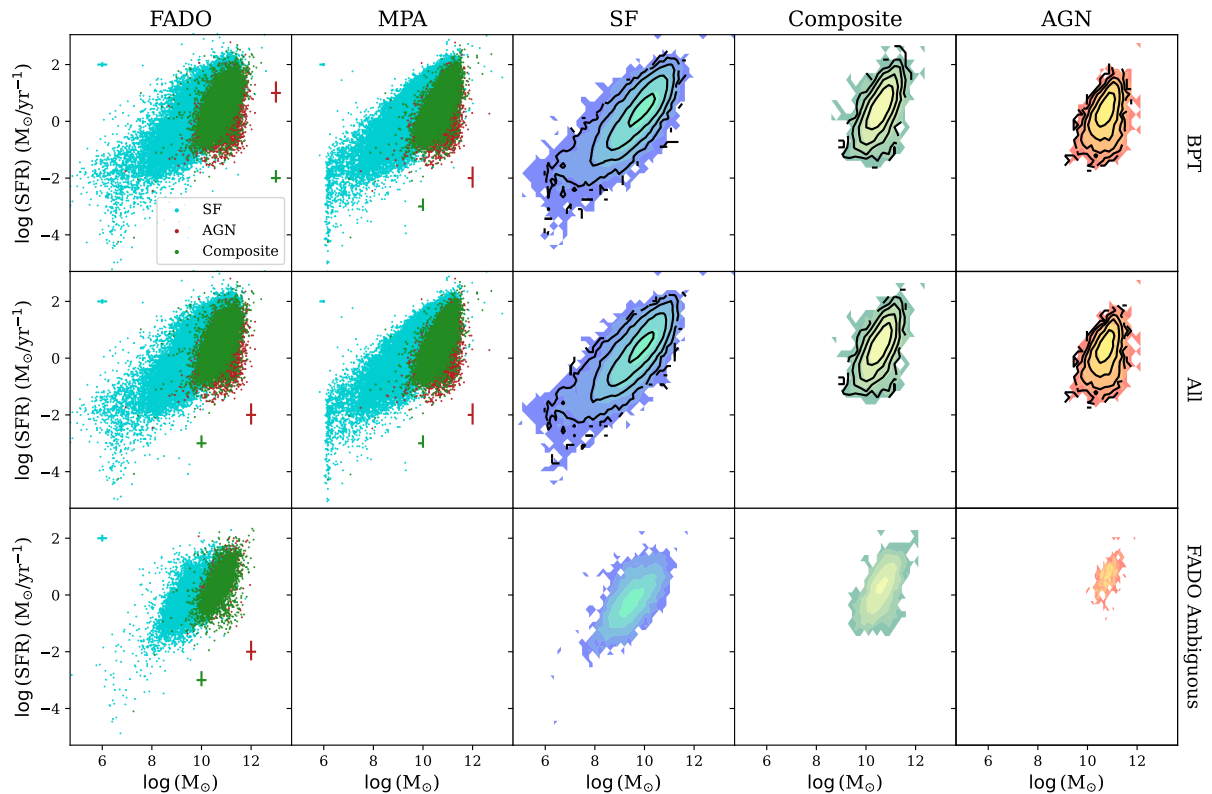 FADO MPA SF Composite AGN
log (SFR) (M⊙/yr⁻¹)
2
0
−2
−4
SF
AGN
Composite
BPT
log (SFR) (M⊙/yr⁻¹)
2
0
−2
−4
All
log (SFR) (M⊙/yr⁻¹)
2
0
−2
−4
FADO Ambiguous
6 8 10 12 6 8 10 12 6 8 10 12 6 8 10 12 6 8 10 12
log (M⊙) log (M⊙) log (M⊙) log (M⊙) log (M⊙)